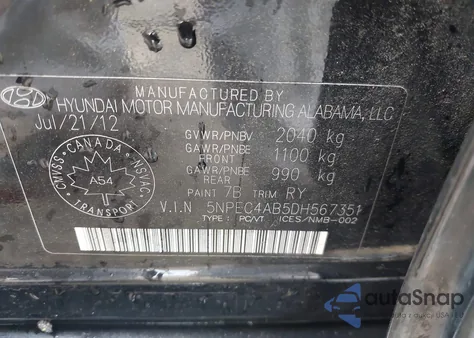 MANUFACTURED BY
HYUNDAI MOTOR MANUFACTURING ALABAMA, LLC
Jul/21/12
GVWR/PNBV 2040 kg
GAWR/PNBE FRONT 1100 kg
GAWR/PNBE REAR 990 kg
PAINT 7B TRIM RY
V.I.N 5NPEC4AB5DH567351
TYPE : PC/VT ICES/NMB-002
CANADA
CMVSS NSVAC
A54
TRANSPORT
autoSnap